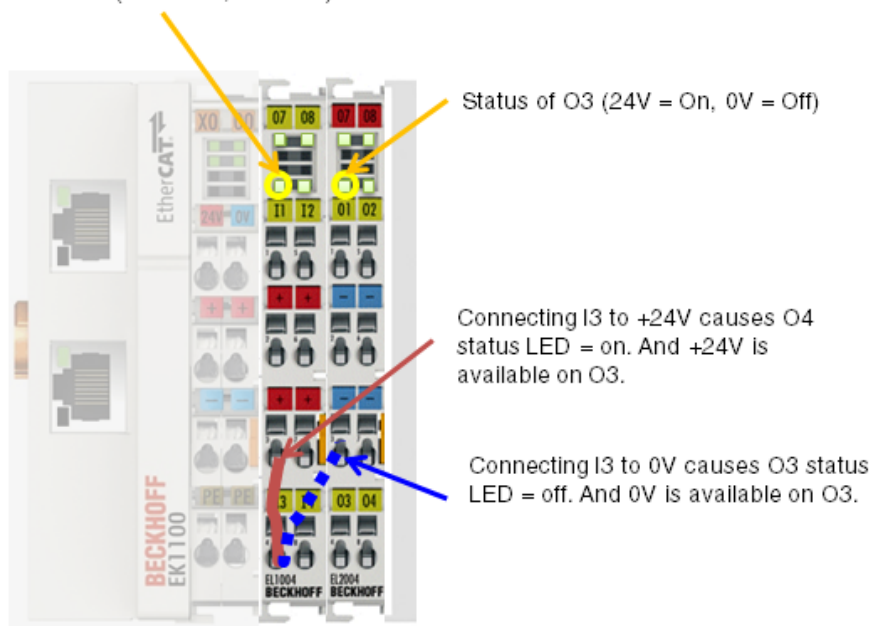 Status of O3 (24V = On, 0V = Off)
EtherCAT
X0 00
07 08
07 08
24V 0V
I1 I2
01 02
+ +
+ +
- -
Connecting I3 to +24V causes O4
status LED = on. And +24V is
available on O3.
- -
+ +
- -
Connecting I3 to 0V causes O3 status
LED = off. And 0V is available on O3.
PE PE
03 04
BECKHOFF
EK1100
EL1004
BECKHOFF
EL2004
BECKHOFF